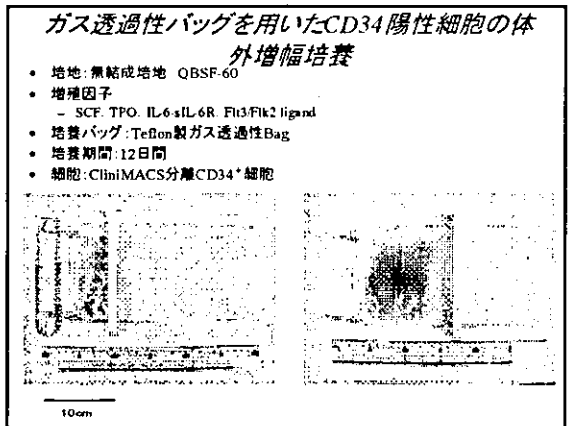 ガス透過性バッグを用いたCD34陽性細胞の体
外増幅培養
• 培地:無結成培地 QBSF-60
• 増殖因子
– SCF, TPO, IL6-sIL-6R, Flt3/Flk2 ligand
• 培養バッグ:Teflon製ガス透過性Bag
• 培養期間:12日間
• 細胞:CliniMACS分離CD34⁺細胞
10cm